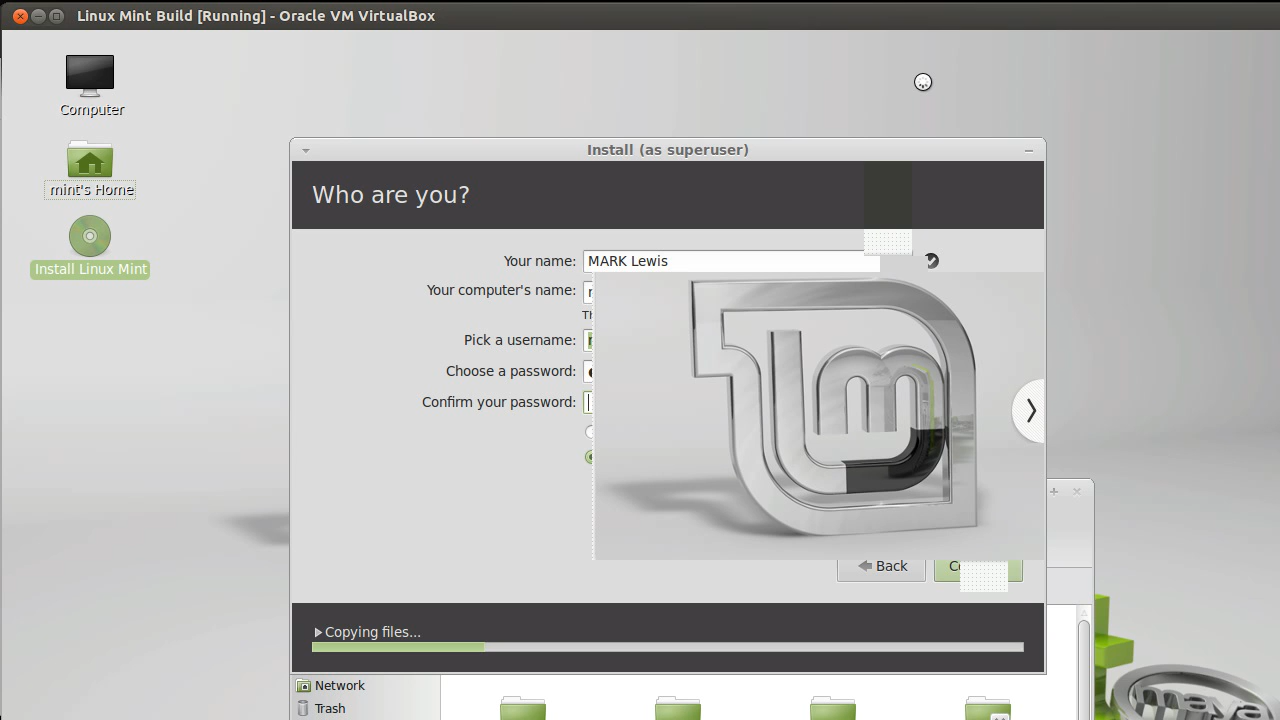 Linux Mint Build [Running] - Oracle VM VirtualBox
Computer
mint's Home
Install Linux Mint
Install (as superuser)
Who are you?
Your name: MARK Lewis
Your computer's name:
Pick a username:
Choose a password:
Confirm your password:
Back
Copying files...
Network
Trash
maya